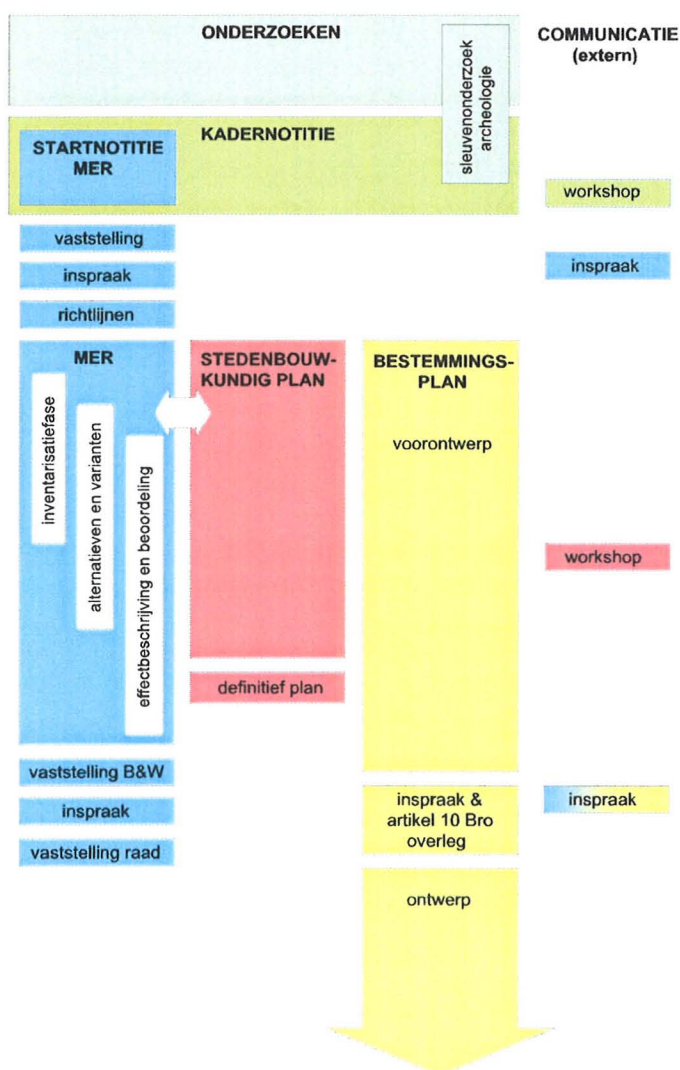 ONDERZOEKEN
COMMUNICATIE
(extern)
sleuvenonderzoek
archeologie
KADERNOTITIE
STARTNOTITIE
MER
workshop
vaststelling
inspraak
inspraak
richtlijnen
MER
inventarisatiefase
alternatieven en varianten
effectbeschrijving en beoordeling
STEDENBOUW-
KUNDIG PLAN
BESTEMMINGS-
PLAN
voorontwerp
workshop
definitief plan
vaststelling B&W
inspraak
vaststelling raad
inspraak &
artikel 10 Bro
overleg
inspraak
ontwerp